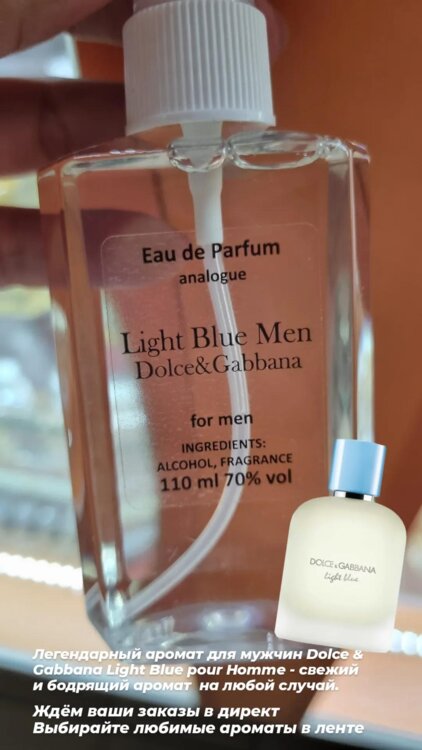 Eau de Parfum
analogue
Light Blue Men
Dolce&Gabbana
for men
INGREDIENTS:
ALCOHOL, FRAGRANCE
110 ml 70% vol
DOLCE & GABBANA
light blue
Легендарный аромат для мужчин Dolce &
Gabbana Light Blue pour Homme - свежий
и бодрящий аромат на любой случай.
Ждём ваши заказы в директ
Выбирайте любимые ароматы в ленте